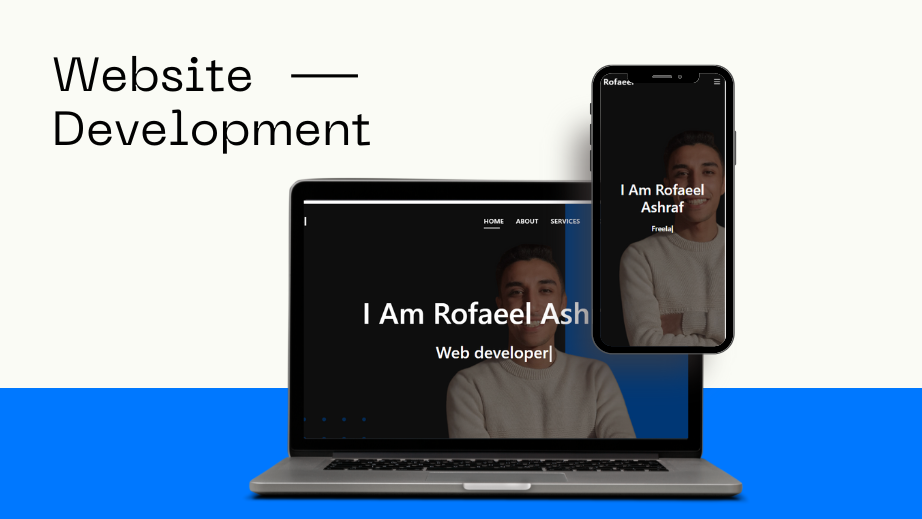 Website
Development
Rofaeel
I Am Rofaeel
Ashraf
Freela
HOME ABOUT SERVICES
I Am Rofaeel Ash
Web developer